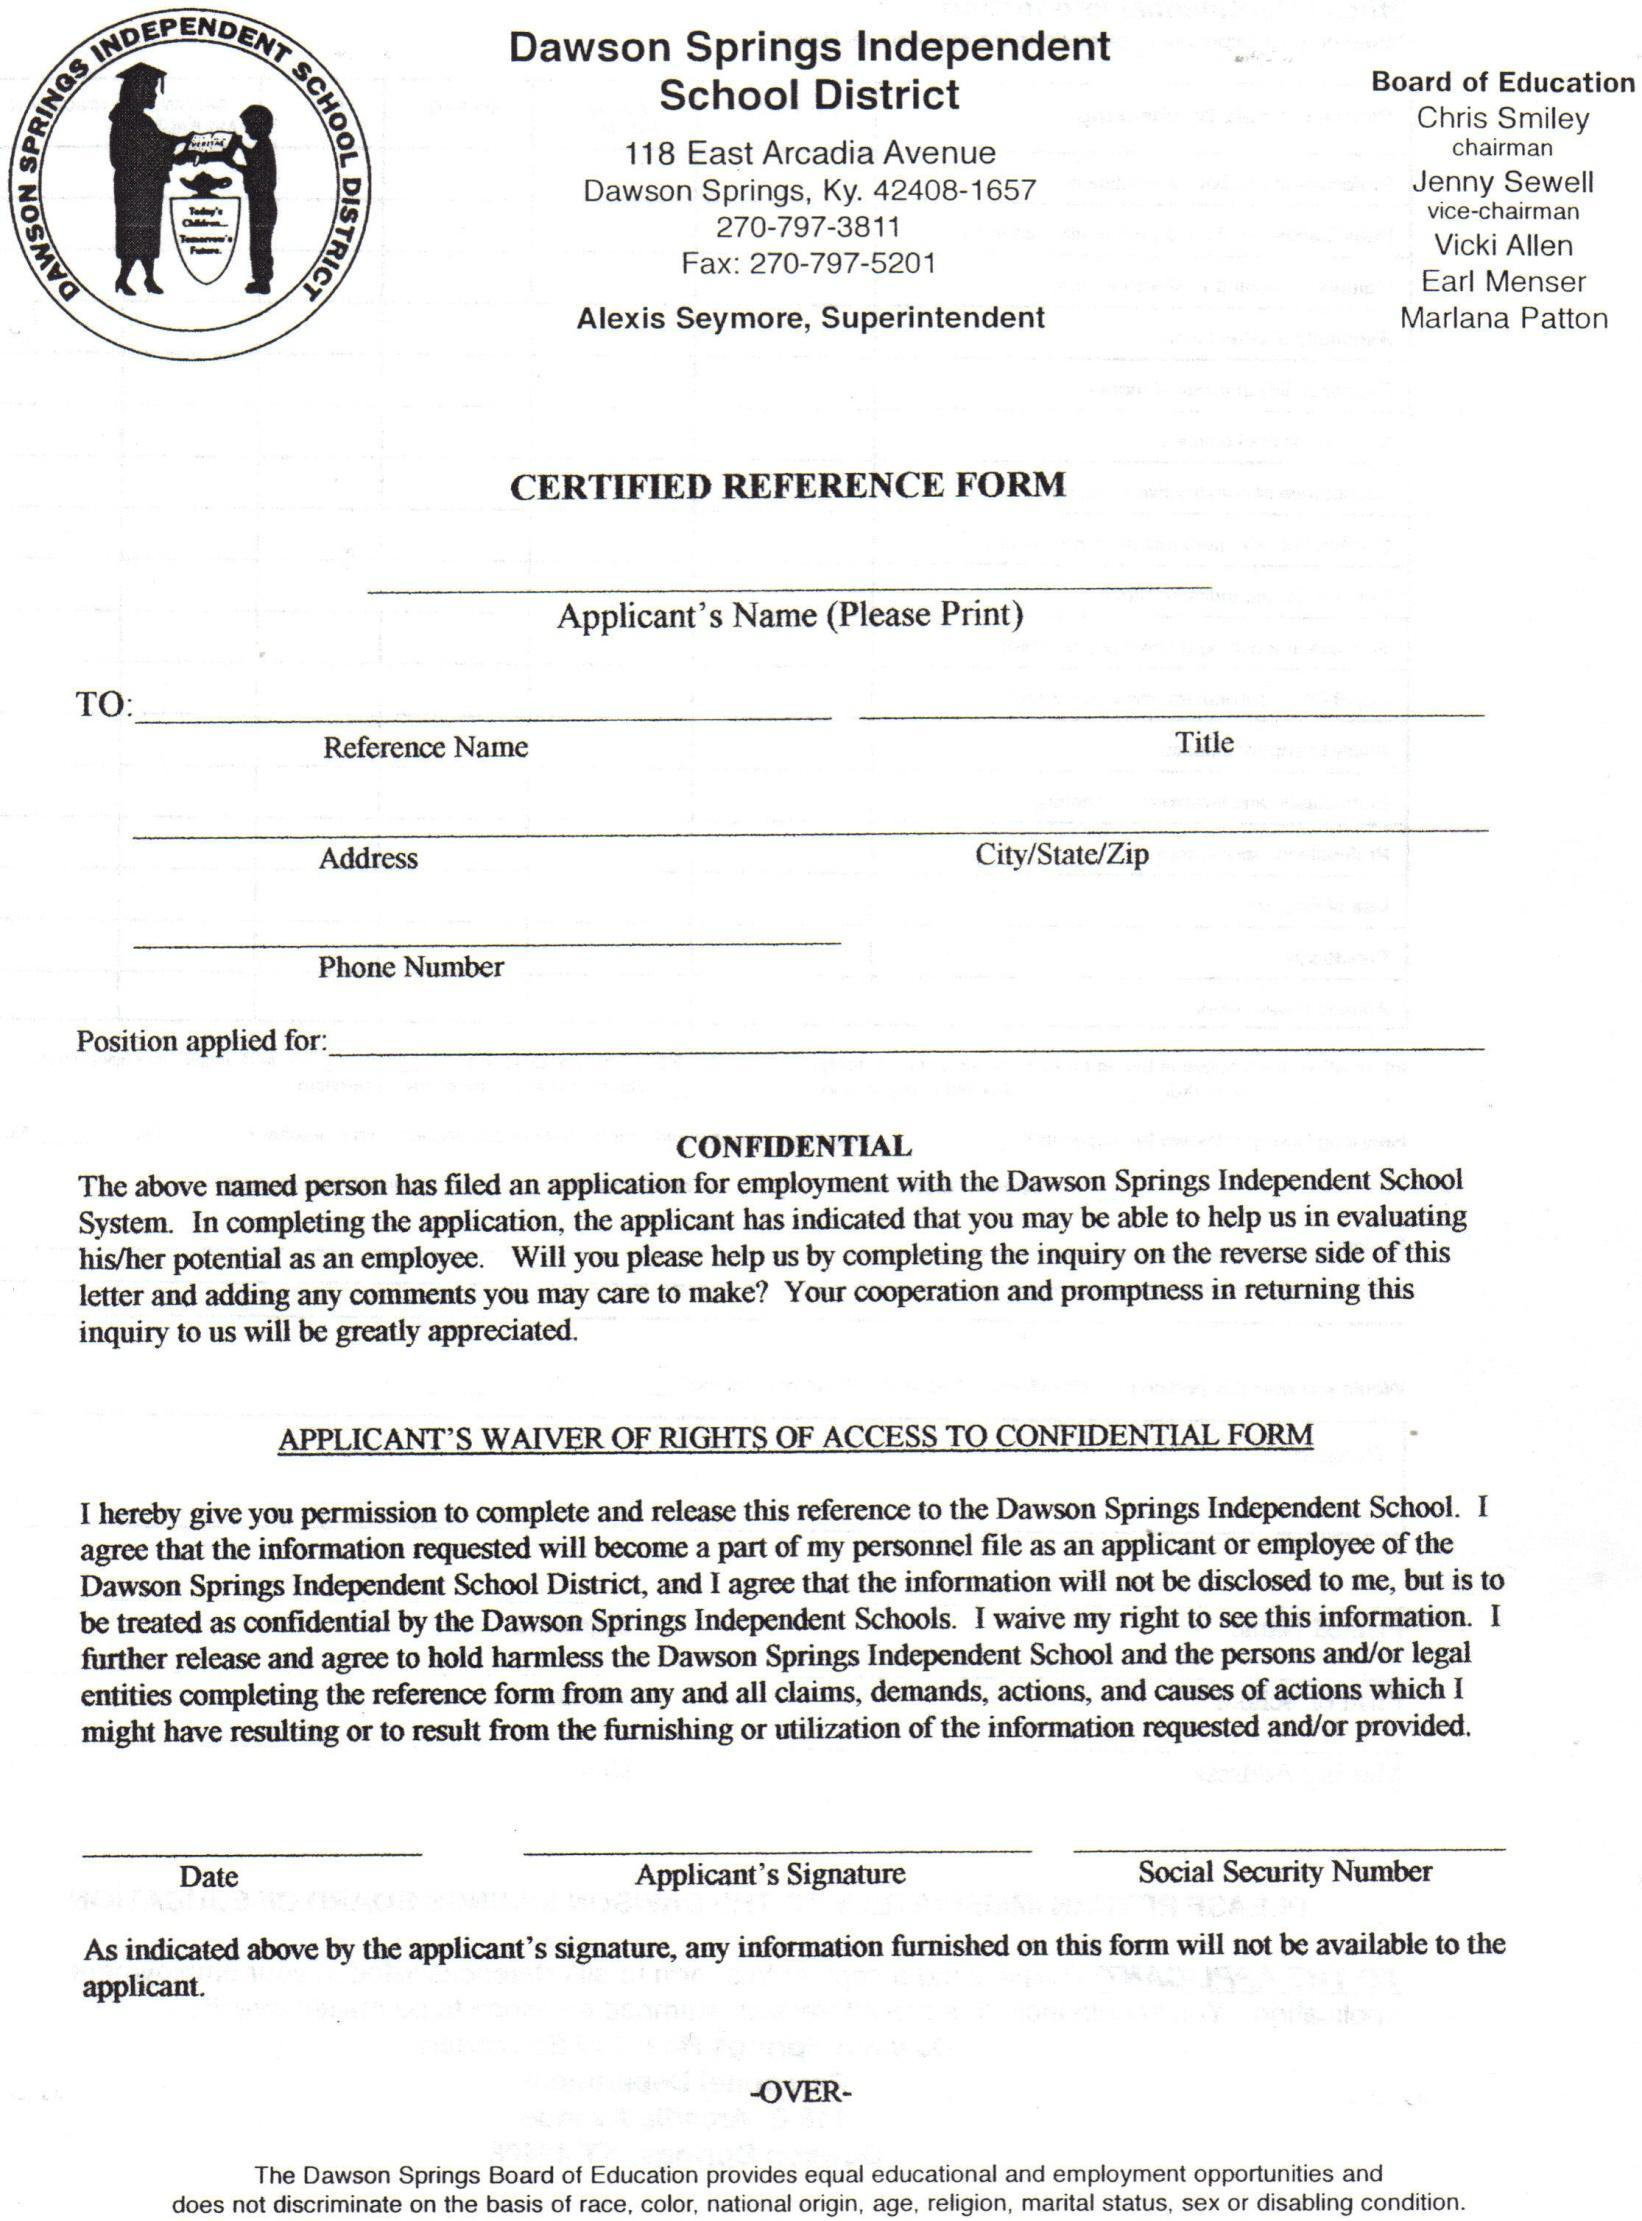 DAWSON SPRINGS INDEPENDENT SCHOOL DISTRICT
VERITAS
Today's
Children...
Tomorrow's
Future.
Dawson Springs Independent
School District
118 East Arcadia Avenue
Dawson Springs, Ky. 42408-1657
270-797-3811
Fax: 270-797-5201
Alexis Seymore, Superintendent
Board of Education
Chris Smiley
chairman
Jenny Sewell
vice-chairman
Vicki Allen
Earl Menser
Marlana Patton
CERTIFIED REFERENCE FORM
Applicant's Name (Please Print)
TO:
Reference Name Title
Address City/State/Zip
Phone Number
Position applied for:
CONFIDENTIAL
The above named person has filed an application for employment with the Dawson Springs Independent School
System. In completing the application, the applicant has indicated that you may be able to help us in evaluating
his/her potential as an employee. Will you please help us by completing the inquiry on the reverse side of this
letter and adding any comments you may care to make? Your cooperation and promptness in returning this
inquiry to us will be greatly appreciated.
APPLICANT'S WAIVER OF RIGHTS OF ACCESS TO CONFIDENTIAL FORM
I hereby give you permission to complete and release this reference to the Dawson Springs Independent School. I
agree that the information requested will become a part of my personnel file as an applicant or employee of the
Dawson Springs Independent School District, and I agree that the information will not be disclosed to me, but is to
be treated as confidential by the Dawson Springs Independent Schools. I waive my right to see this information. I
further release and agree to hold harmless the Dawson Springs Independent School and the persons and/or legal
entities completing the reference form from any and all claims, demands, actions, and causes of actions which I
might have resulting or to result from the furnishing or utilization of the information requested and/or provided.
Date Applicant's Signature Social Security Number
As indicated above by the applicant's signature, any information furnished on this form will not be available to the
applicant.
-OVER-
The Dawson Springs Board of Education provides equal educational and employment opportunities and
does not discriminate on the basis of race, color, national origin, age, religion, marital status, sex or disabling condition.